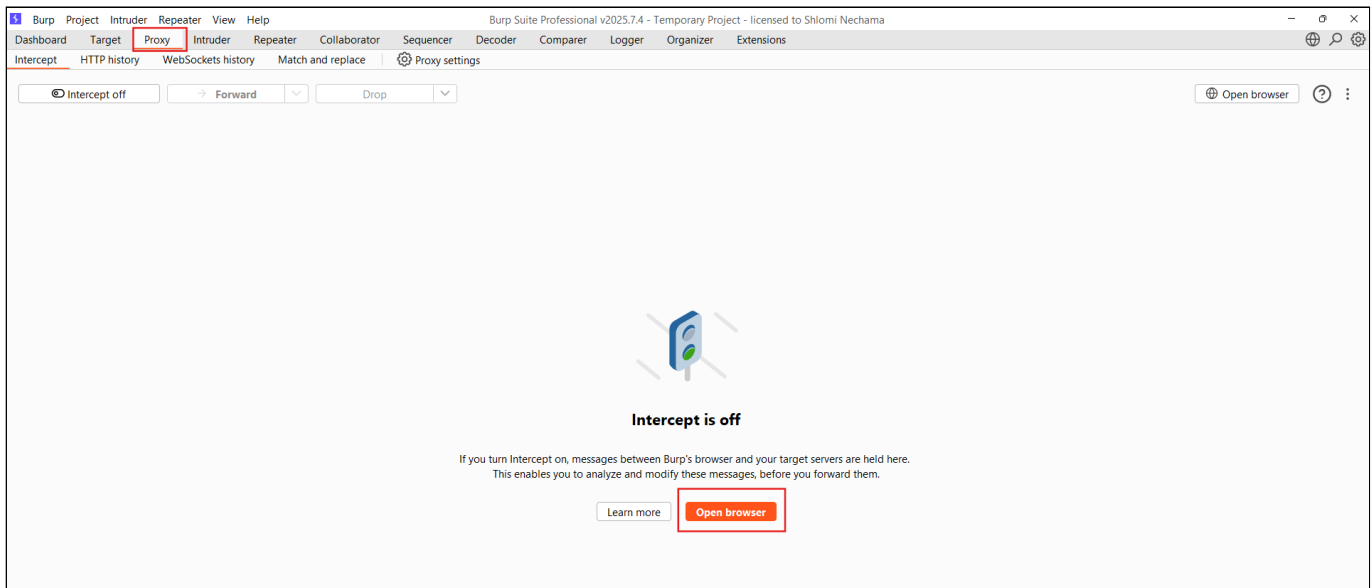 Burp Project Intruder Repeater View Help Burp Suite Professional v2025.7.4 - Temporary Project - licensed to Shlomi Nechama
Dashboard Target Proxy Intruder Repeater Collaborator Sequencer Decoder Comparer Logger Organizer Extensions
Intercept HTTP history WebSockets history Match and replace Proxy settings
Intercept off Forward Drop Open browser
Intercept is off
If you turn Intercept on, messages between Burp's browser and your target servers are held here.
This enables you to analyze and modify these messages, before you forward them.
Learn more Open browser